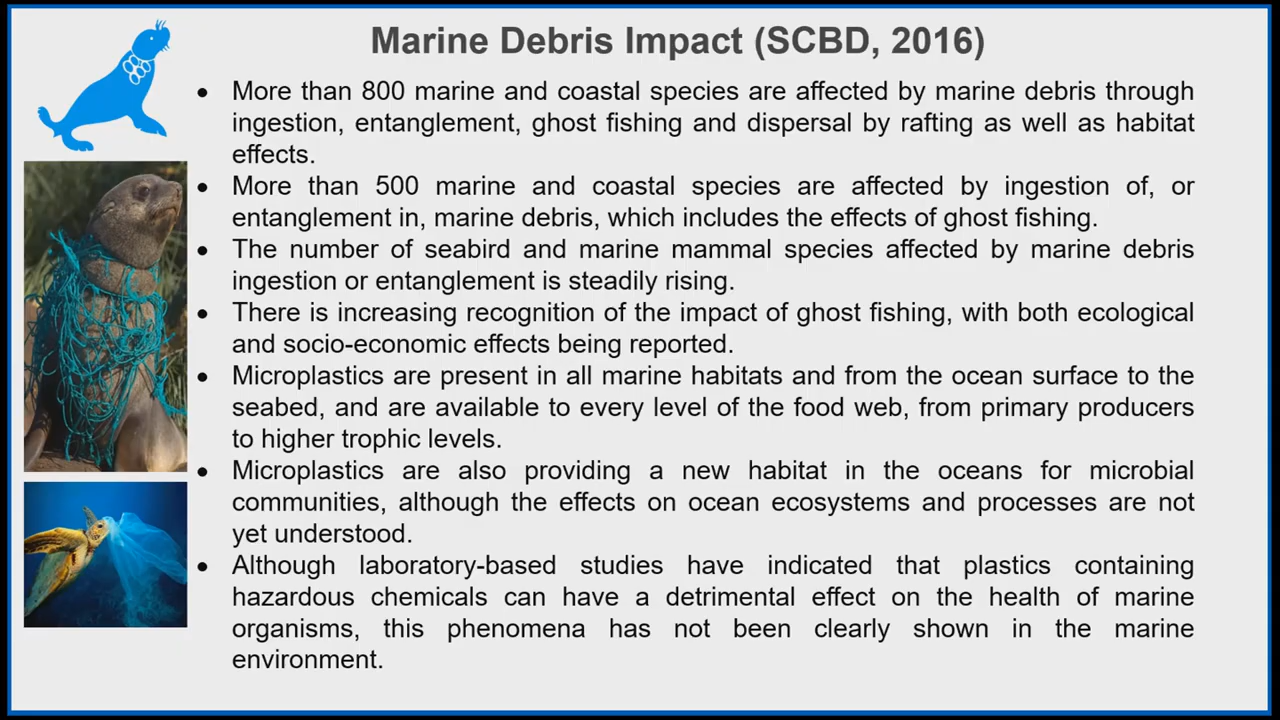 Marine Debris Impact (SCBD, 2016)
• More than 800 marine and coastal species are affected by marine debris through
ingestion, entanglement, ghost fishing and dispersal by rafting as well as habitat
effects.
• More than 500 marine and coastal species are affected by ingestion of, or
entanglement in, marine debris, which includes the effects of ghost fishing.
• The number of seabird and marine mammal species affected by marine debris
ingestion or entanglement is steadily rising.
• There is increasing recognition of the impact of ghost fishing, with both ecological
and socio-economic effects being reported.
• Microplastics are present in all marine habitats and from the ocean surface to the
seabed, and are available to every level of the food web, from primary producers
to higher trophic levels.
• Microplastics are also providing a new habitat in the oceans for microbial
communities, although the effects on ocean ecosystems and processes are not
yet understood.
• Although laboratory-based studies have indicated that plastics containing
hazardous chemicals can have a detrimental effect on the health of marine
organisms, this phenomena has not been clearly shown in the marine
environment.